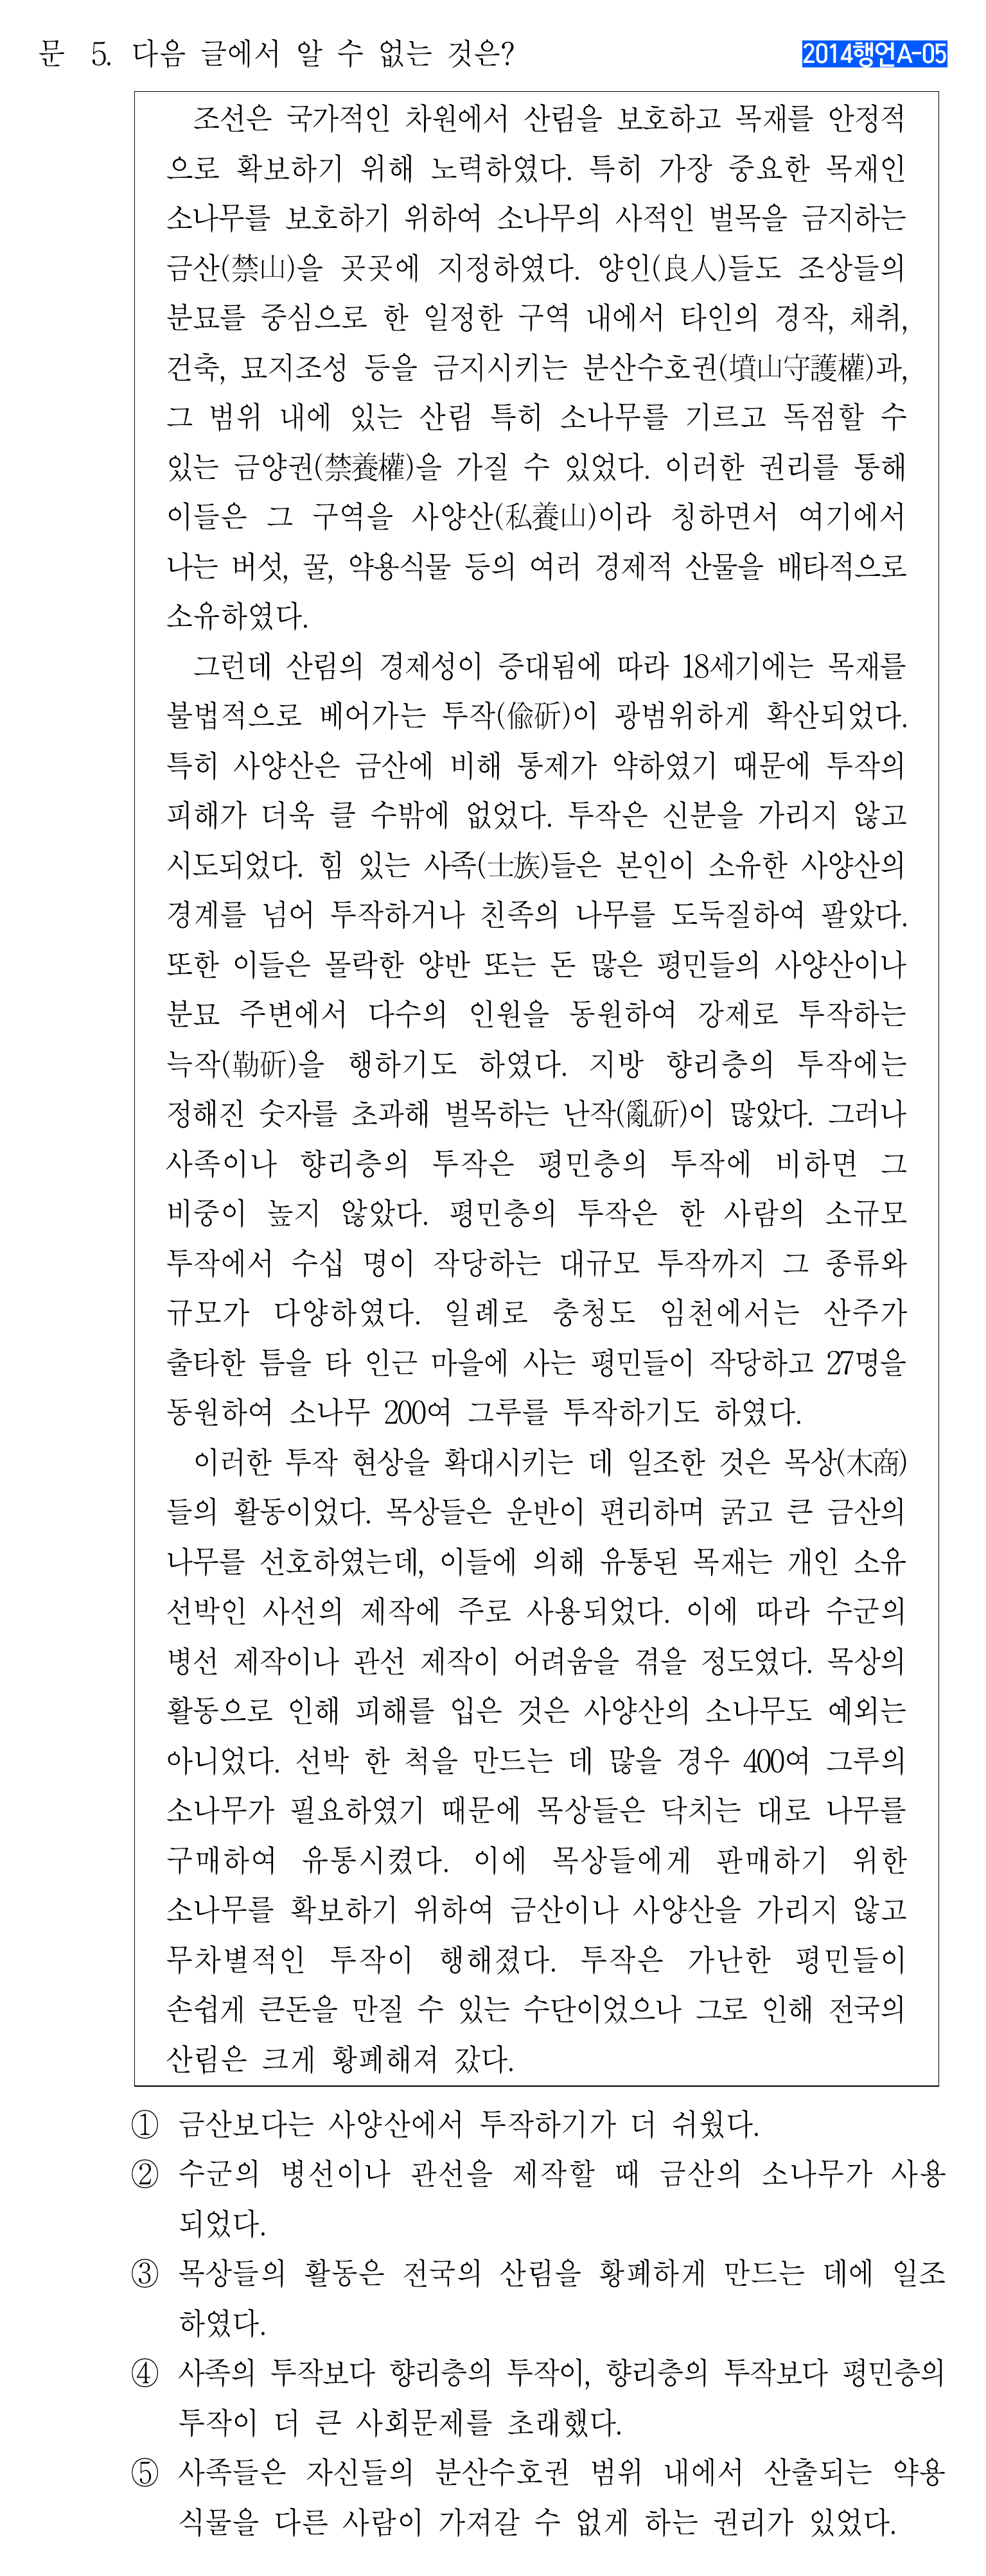 문 5. 다음 글에서 알 수 없는 것은?
2014행언A-05
조선은 국가적인 차원에서 산림을 보호하고 목재를 안정적
으로 확보하기 위해 노력하였다. 특히 가장 중요한 목재인
소나무를 보호하기 위하여 소나무의 사적인 벌목을 금지하는
금산(禁山)을 곳곳에 지정하였다. 양인(良人)들도 조상들의
분묘를 중심으로 한 일정한 구역 내에서 타인의 경작, 채취,
건축, 묘지조성 등을 금지시키는 분산수호권(墳山守護權)과,
그 범위 내에 있는 산림 특히 소나무를 기르고 독점할 수
있는 금양권(禁養權)을 가질 수 있었다. 이러한 권리를 통해
이들은 그 구역을 사양산(私養山)이라 칭하면서 여기에서
나는 버섯, 꿀, 약용식물 등의 여러 경제적 산물을 배타적으로
소유하였다.
그런데 산림의 경제성이 증대됨에 따라 18세기에는 목재를
불법적으로 베어가는 투작(偸斫)이 광범위하게 확산되었다.
특히 사양산은 금산에 비해 통제가 약하였기 때문에 투작의
피해가 더욱 클 수밖에 없었다. 투작은 신분을 가리지 않고
시도되었다. 힘 있는 사족(士族)들은 본인이 소유한 사양산의
경계를 넘어 투작하거나 친족의 나무를 도둑질하여 팔았다.
또한 이들은 몰락한 양반 또는 돈 많은 평민들의 사양산이나
분묘 주변에서 다수의 인원을 동원하여 강제로 투작하는
늑작(勒斫)을 행하기도 하였다. 지방 향리층의 투작에는
정해진 숫자를 초과해 벌목하는 난작(亂斫)이 많았다. 그러나
사족이나 향리층의 투작은 평민층의 투작에 비하면 그
비중이 높지 않았다. 평민층의 투작은 한 사람의 소규모
투작에서 수십 명이 작당하는 대규모 투작까지 그 종류와
규모가 다양하였다. 일례로 충청도 임천에서는 산주가
출타한 틈을 타 인근 마을에 사는 평민들이 작당하고 27명을
동원하여 소나무 200여 그루를 투작하기도 하였다.
이러한 투작 현상을 확대시키는 데 일조한 것은 목상(木商)
들의 활동이었다. 목상들은 운반이 편리하며 굵고 큰 금산의
나무를 선호하였는데, 이들에 의해 유통된 목재는 개인 소유
선박인 사선의 제작에 주로 사용되었다. 이에 따라 수군의
병선 제작이나 관선 제작이 어려움을 겪을 정도였다. 목상의
활동으로 인해 피해를 입은 것은 사양산의 소나무도 예외는
아니었다. 선박 한 척을 만드는 데 많을 경우 400여 그루의
소나무가 필요하였기 때문에 목상들은 닥치는 대로 나무를
구매하여 유통시켰다. 이에 목상들에게 판매하기 위한
소나무를 확보하기 위하여 금산이나 사양산을 가리지 않고
무차별적인 투작이 행해졌다. 투작은 가난한 평민들이
손쉽게 큰돈을 만질 수 있는 수단이었으나 그로 인해 전국의
산림은 크게 황폐해져 갔다.
① 금산보다는 사양산에서 투작하기가 더 쉬웠다.
② 수군의 병선이나 관선을 제작할 때 금산의 소나무가 사용
되었다.
③ 목상들의 활동은 전국의 산림을 황폐하게 만드는 데에 일조
하였다.
④ 사족의 투작보다 향리층의 투작이, 향리층의 투작보다 평민층의
투작이 더 큰 사회문제를 초래했다.
⑤ 사족들은 자신들의 분산수호권 범위 내에서 산출되는 약용
식물을 다른 사람이 가져갈 수 없게 하는 권리가 있었다.